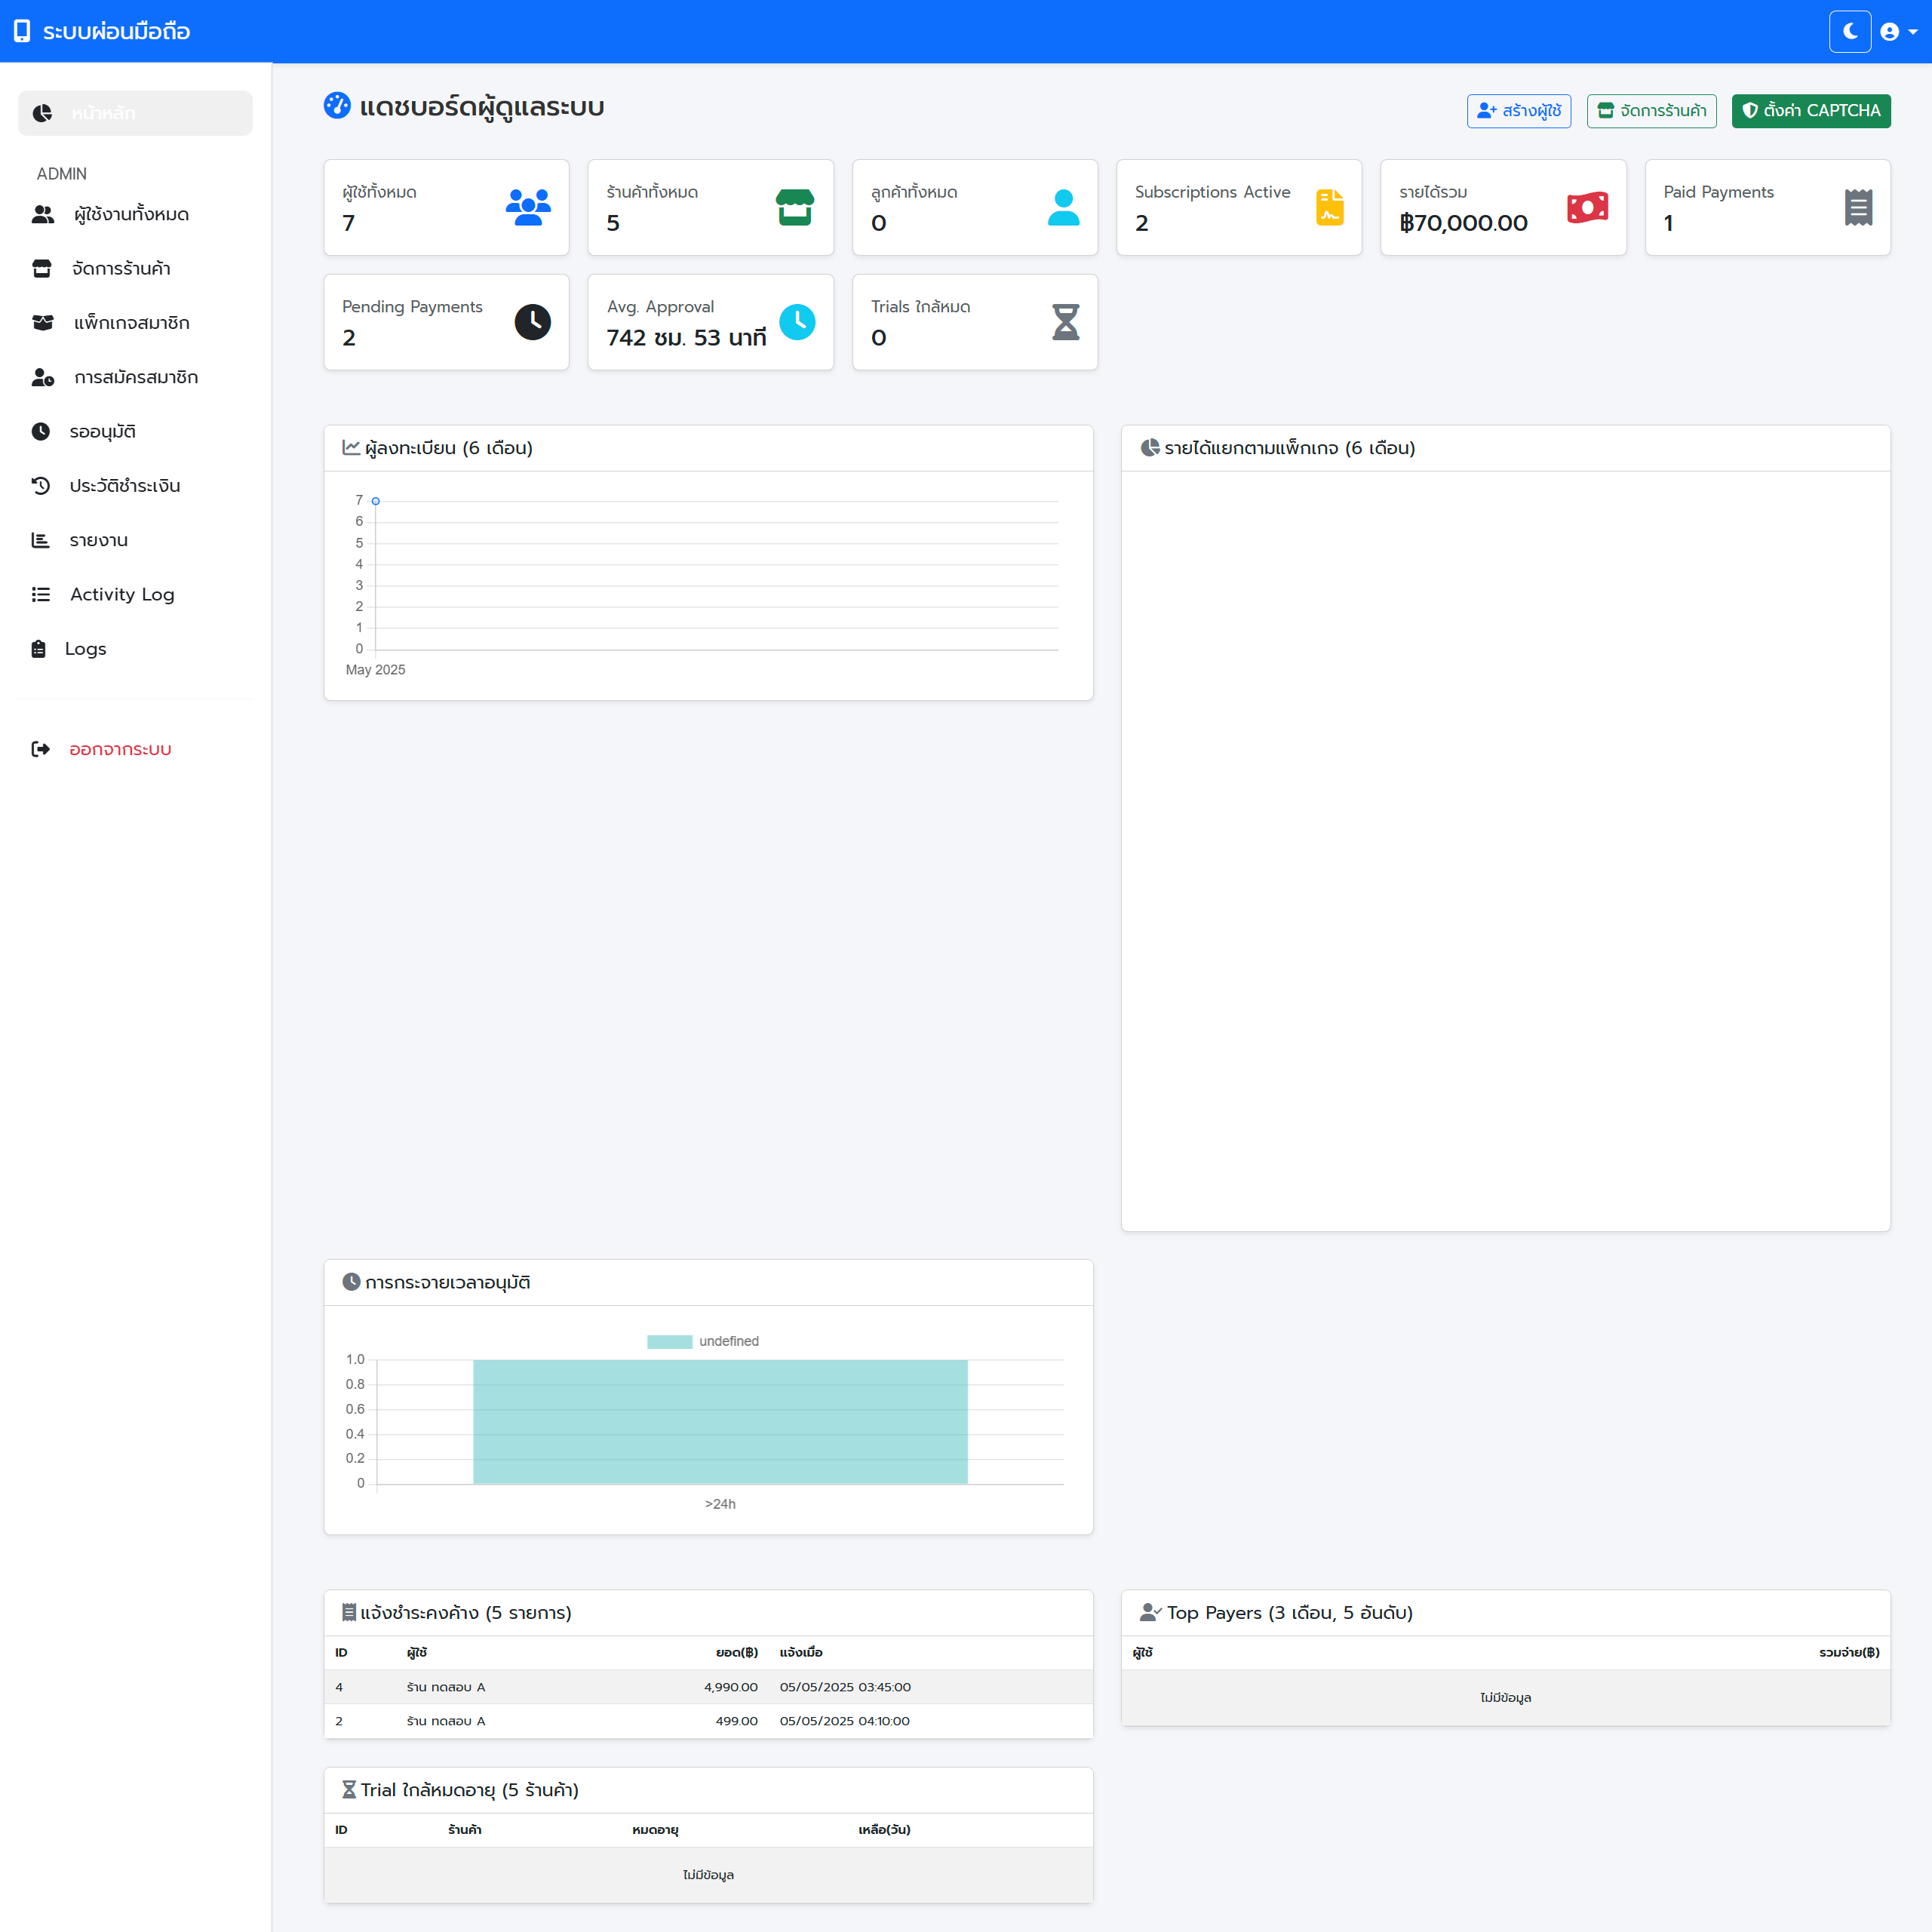 ระบบผ่อนมือถือ
หน้าหลัก
ADMIN
ผู้ใช้งานทั้งหมด
จัดการร้านค้า
แพ็กเกจสมาชิก
การสมัครสมาชิก
รออนุมัติ
ประวัติชำระเงิน
รายงาน
Activity Log
Logs
ออกจากระบบ
แดชบอร์ดผู้ดูแลระบบ
สร้างผู้ใช้ จัดการร้านค้า ตั้งค่า CAPTCHA
ผู้ใช้ทั้งหมด
7
ร้านค้าทั้งหมด
5
ลูกค้าทั้งหมด
0
Subscriptions Active
2
รายได้รวม
฿70,000.00
Paid Payments
1
Pending Payments
2
Avg. Approval
742 ชม. 53 นาที
Trials ใกล้หมด
0
ผู้ลงทะเบียน (6 เดือน)
7
6
5
4
3
2
1
0
May 2025
รายได้แยกตามแพ็กเกจ (6 เดือน)
การกระจายเวลาอนุมัติ
undefined
1.0
0.8
0.6
0.4
0.2
0
>24h
แจ้งชำระคงค้าง (5 รายการ)
ID ผู้ใช้ ยอด(฿) แจ้งเมื่อ
4 ร้าน ทดสอบ A 4,990.00 05/05/2025 03:45:00
2 ร้าน ทดสอบ A 499.00 05/05/2025 04:10:00
Top Payers (3 เดือน, 5 อันดับ)
ผู้ใช้ รวมจ่าย(฿)
ไม่มีข้อมูล
Trial ใกล้หมดอายุ (5 ร้านค้า)
ID ร้านค้า หมดอายุ เหลือ(วัน)
ไม่มีข้อมูล